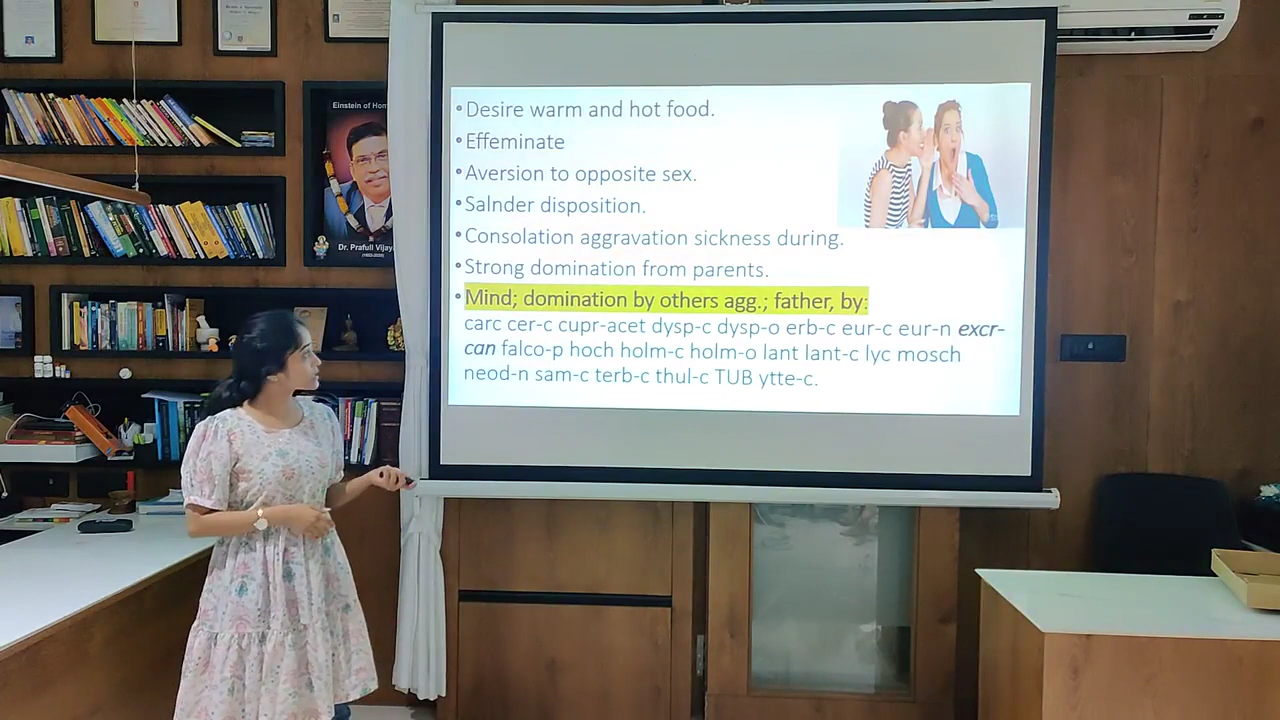 Einstein of Hom
Dr. Prafull Vijay
• Desire warm and hot food.
• Effeminate
• Aversion to opposite sex.
• Salnder disposition.
• Consolation aggravation sickness during.
• Strong domination from parents.
• Mind; domination by others agg.; father, by:
carc cer-c cupr-acet dysp-c dysp-o erb-c eur-c eur-n excr-
can falco-p hoch holm-c holm-o lant lant-c lyc mosch
neod-n sam-c terb-c thul-c TUB ytte-c.